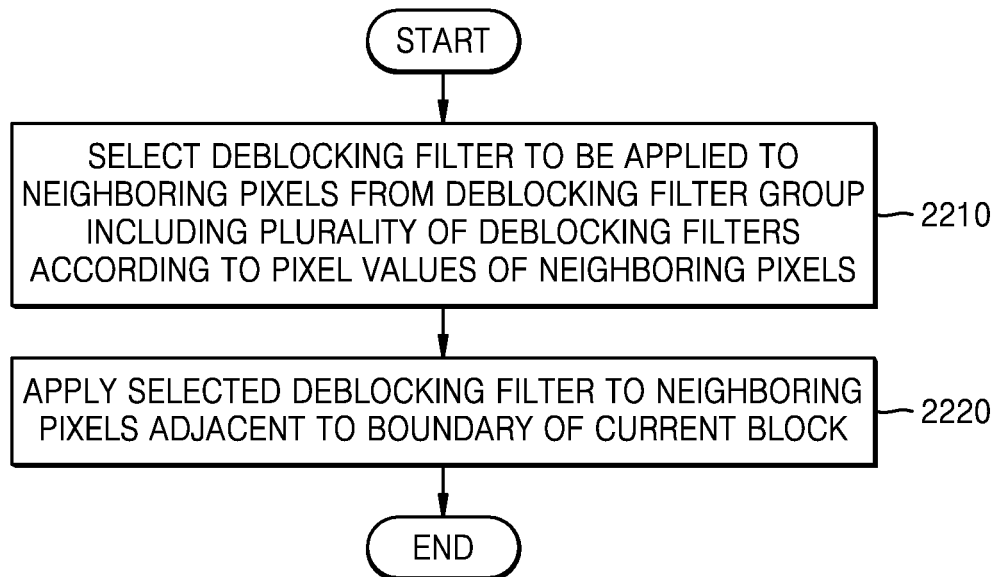 START
SELECT DEBLOCKING FILTER TO BE APPLIED TO
NEIGHBORING PIXELS FROM DEBLOCKING FILTER GROUP
INCLUDING PLURALITY OF DEBLOCKING FILTERS
ACCORDING TO PIXEL VALUES OF NEIGHBORING PIXELS
2210
APPLY SELECTED DEBLOCKING FILTER TO NEIGHBORING
PIXELS ADJACENT TO BOUNDARY OF CURRENT BLOCK
2220
END